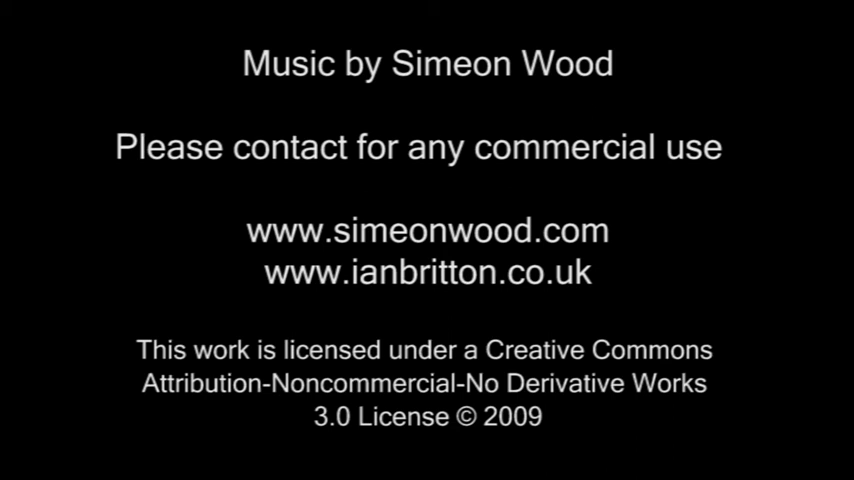 Music by Simeon Wood
Please contact for any commercial use
www.simeonwood.com
www.ianbritton.co.uk
This work is licensed under a Creative Commons
Attribution-Noncommercial-No Derivative Works
3.0 License © 2009